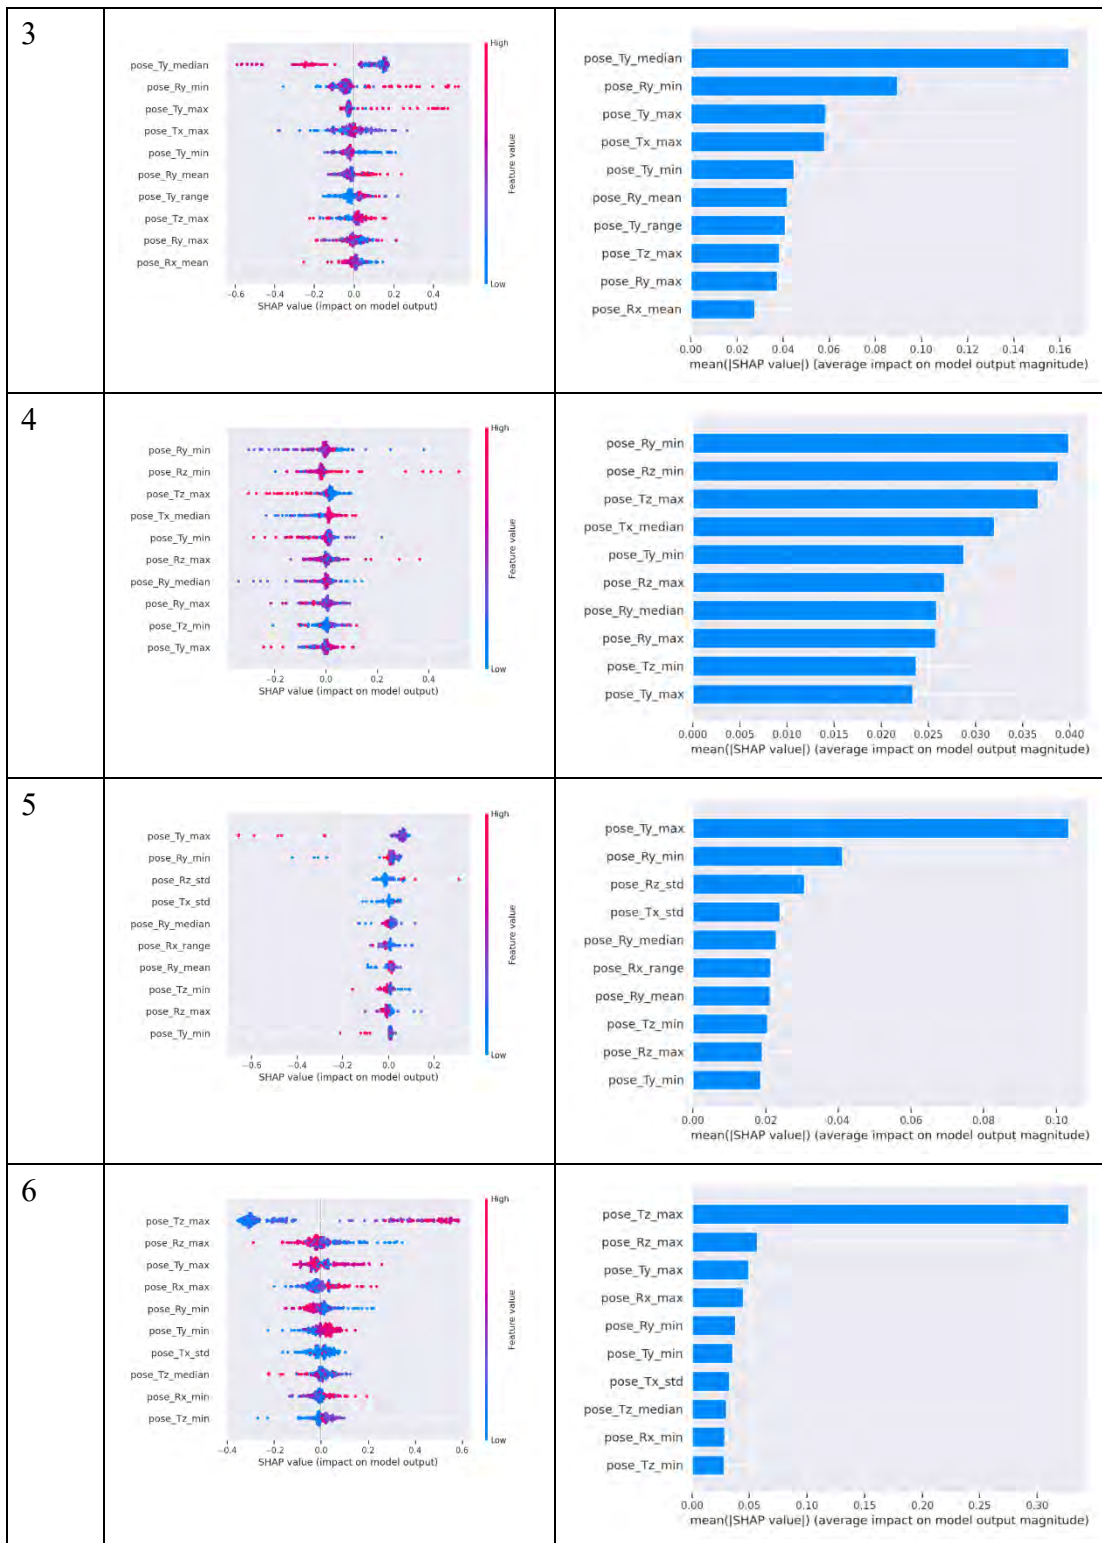 3
High
pose_Ty_median
pose_Ry_min
pose_Ty_max
pose_Tx_max
pose_Ty_min
pose_Ry_mean
pose_Ty_range
pose_Tz_max
pose_Ry_max
pose_Rx_mean
Feature value
Low
−0.6 −0.4 −0.2 0.0 0.2 0.4
SHAP value (impact on model output)
pose_Ty_median
pose_Ry_min
pose_Ty_max
pose_Tx_max
pose_Ty_min
pose_Ry_mean
pose_Ty_range
pose_Tz_max
pose_Ry_max
pose_Rx_mean
0.00 0.02 0.04 0.06 0.08 0.10 0.12 0.14 0.16
mean(|SHAP value|) (average impact on model output magnitude)
4
High
pose_Ry_min
pose_Rz_min
pose_Tz_max
pose_Tx_median
pose_Ty_min
pose_Rz_max
pose_Ry_median
pose_Ry_max
pose_Tz_min
pose_Ty_max
Feature value
Low
−0.2 0.0 0.2 0.4
SHAP value (impact on model output)
pose_Ry_min
pose_Rz_min
pose_Tz_max
pose_Tx_median
pose_Ty_min
pose_Rz_max
pose_Ry_median
pose_Ry_max
pose_Tz_min
pose_Ty_max
0.000 0.005 0.010 0.015 0.020 0.025 0.030 0.035 0.040
mean(|SHAP value|) (average impact on model output magnitude)
5
High
pose_Ty_max
pose_Ry_min
pose_Rz_std
pose_Tx_std
pose_Ry_median
pose_Rx_range
pose_Ry_mean
pose_Tz_min
pose_Rz_max
pose_Ty_min
Feature value
Low
−0.6 −0.4 −0.2 0.0 0.2
SHAP value (impact on model output)
pose_Ty_max
pose_Ry_min
pose_Rz_std
pose_Tx_std
pose_Ry_median
pose_Rx_range
pose_Ry_mean
pose_Tz_min
pose_Rz_max
pose_Ty_min
0.00 0.02 0.04 0.06 0.08 0.10
mean(|SHAP value|) (average impact on model output magnitude)
6
High
pose_Tz_max
pose_Rz_max
pose_Ty_max
pose_Rx_max
pose_Ry_min
pose_Ty_min
pose_Tx_std
pose_Tz_median
pose_Rx_min
pose_Tz_min
Feature value
Low
−0.4 −0.2 0.0 0.2 0.4 0.6
SHAP value (impact on model output)
pose_Tz_max
pose_Rz_max
pose_Ty_max
pose_Rx_max
pose_Ry_min
pose_Ty_min
pose_Tx_std
pose_Tz_median
pose_Rx_min
pose_Tz_min
0.00 0.05 0.10 0.15 0.20 0.25 0.30
mean(|SHAP value|) (average impact on model output magnitude)